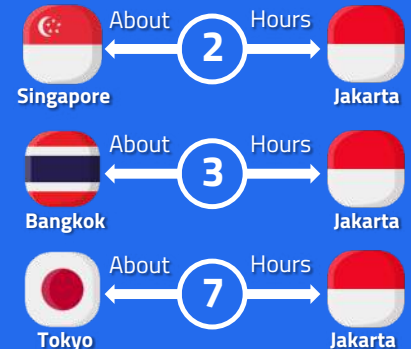 About 2 Hours
Singapore Jakarta
About 3 Hours
Bangkok Jakarta
About 7 Hours
Tokyo Jakarta